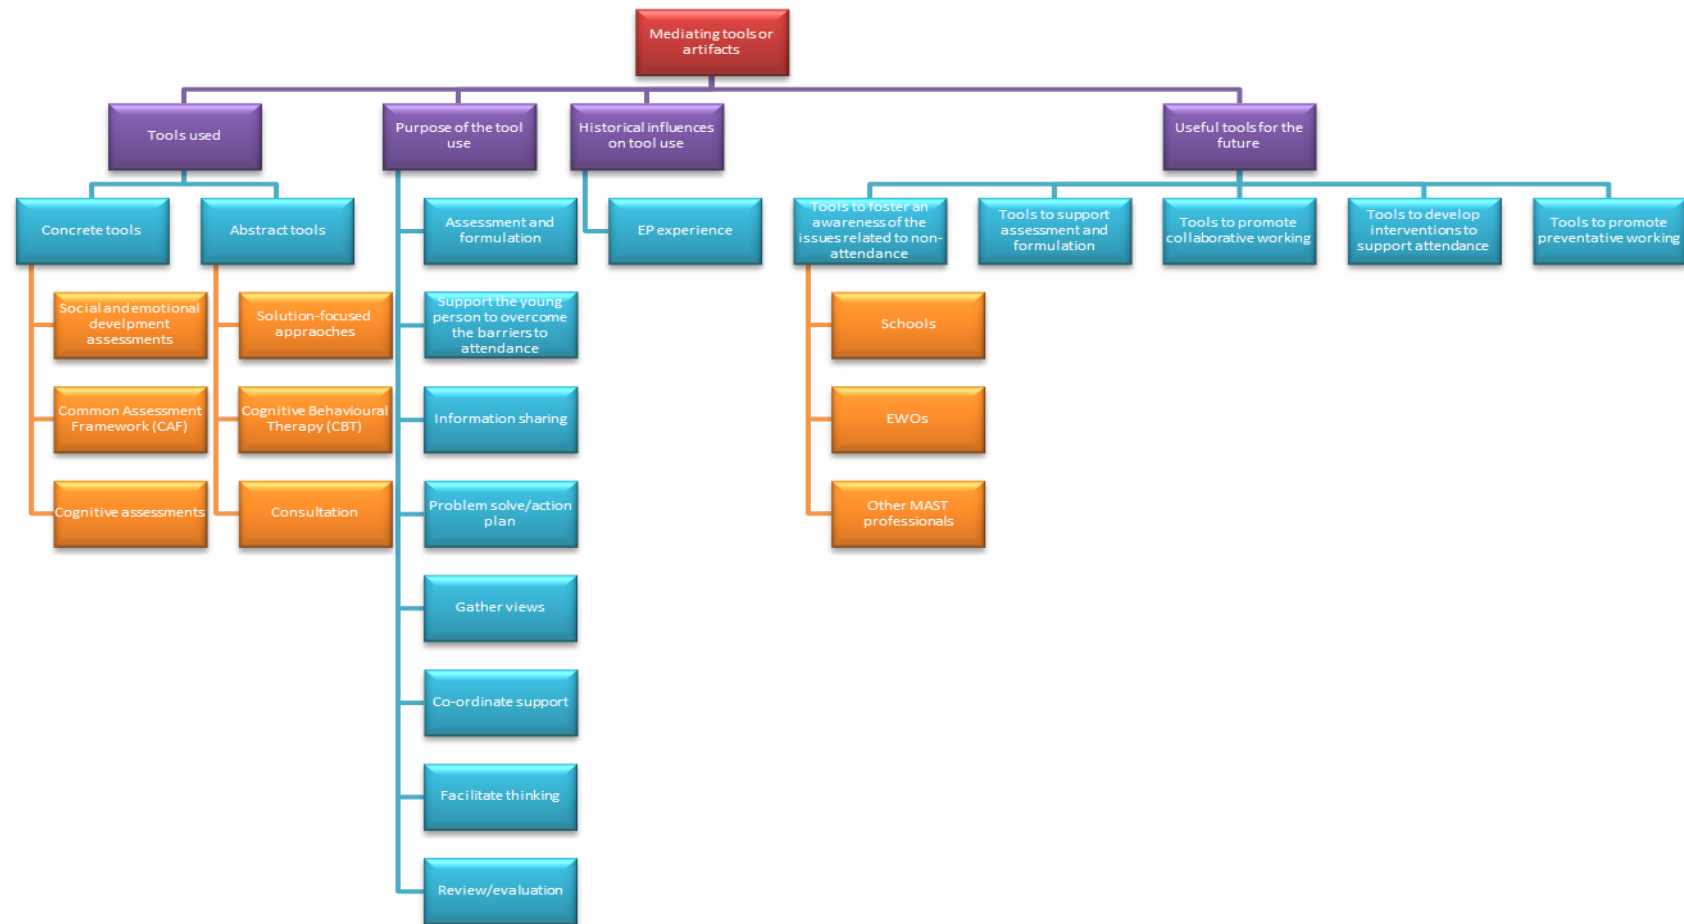 Mediating tools or
artifacts
Tools used
Purpose of the tool
use
Historical influences
on tool use
Useful tools for the
future
Concrete tools
Abstract tools
Assessment and
formulation
EP experience
Tools to foster an
awareness of the
issues related to non-
attendance
Tools to support
assessment and
formulation
Tools to promote
collaborative working
Tools to develop
interventions to
support attendance
Tools to promote
preventative working
Social and emotional
develpment
assessments
Solution-focused
appraoches
Support the young
person to overcome
the barriers to
attendance
Schools
Common Assessment
Framework (CAF)
Cognitive Behavioural
Therapy (CBT)
Information sharing
EWOs
Cognitive assessments
Consultation
Problem solve/action
plan
Other MAST
professionals
Gather views
Co-ordinate support
Facilitate thinking
Review/evaluation